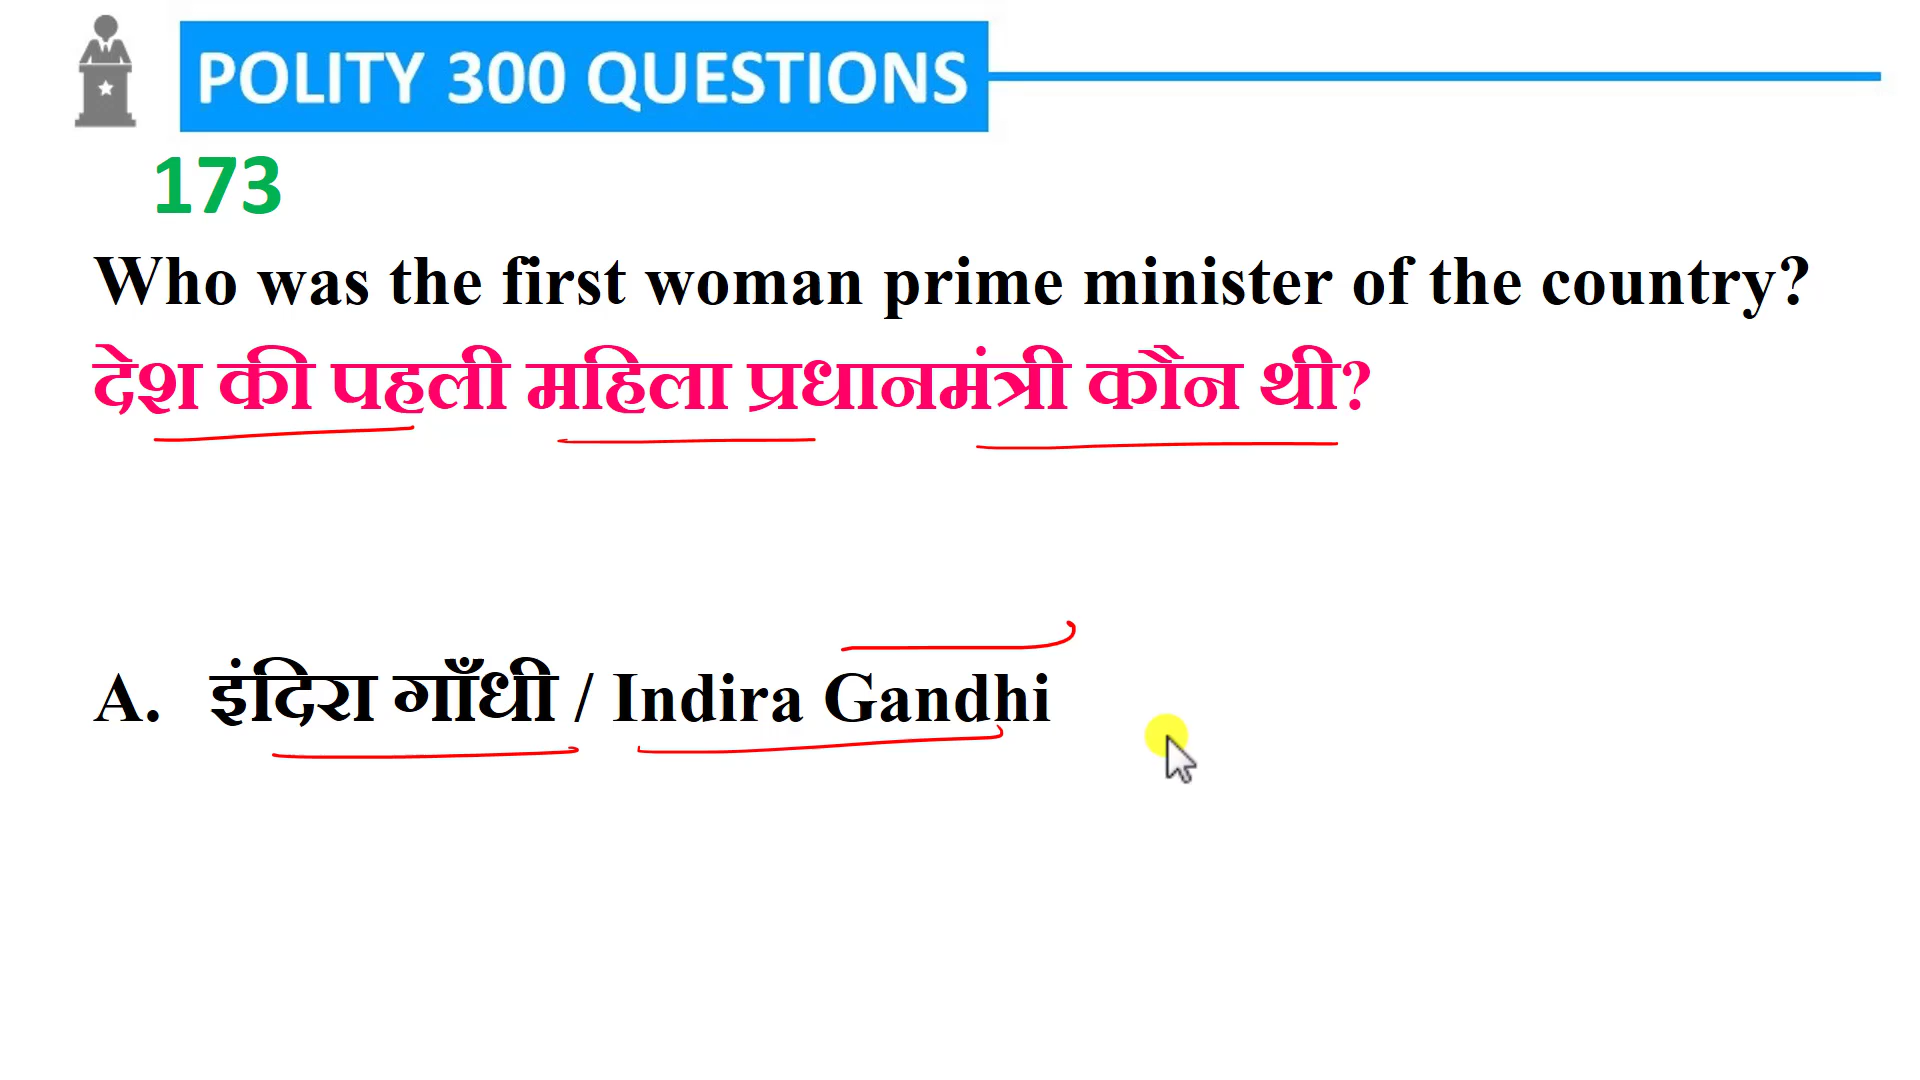 POLITY 300 QUESTIONS
173
Who was the first woman prime minister of the country?
देश की पहली महिला प्रधानमंत्री कौन थी?
A. इंदिरा गाँधी / Indira Gandhi